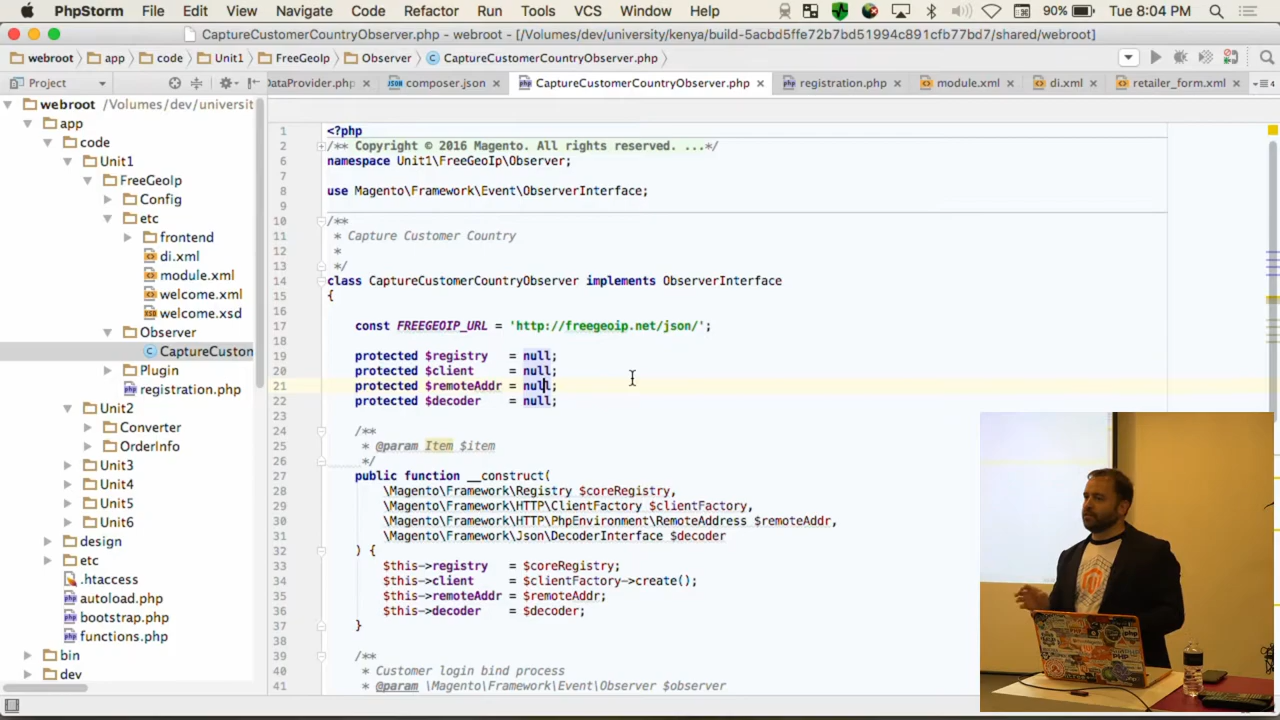 PhpStorm File Edit View Navigate Code Refactor Run Tools VCS Window Help 90% Tue 8:04 PM
CaptureCustomerCountryObserver.php - webroot - [/Volumes/dev/university/kenya/build-5acbd5ffe72b7bd51994c891cfb77bd7/shared/webroot]
webroot app code Unit1 FreeGeoIp Observer CaptureCustomerCountryObserver.php
Project DataProvider.php composer.json CaptureCustomerCountryObserver.php registration.php module.xml di.xml retailer_form.xml
webroot /Volumes/dev/universit
app
code
Unit1
FreeGeoIp
Config
etc
frontend
di.xml
module.xml
welcome.xml
welcome.xsd
Observer
CaptureCuston
Plugin
registration.php
Unit2
Converter
OrderInfo
Unit3
Unit4
Unit5
Unit6
design
etc
.htaccess
autoload.php
bootstrap.php
functions.php
bin
dev
1 <?php
2 /** Copyright © 2016 Magento. All rights reserved. ...*/
6 namespace Unit1\FreeGeoIp\Observer;
7
8 use Magento\Framework\Event\ObserverInterface;
9
10 /**
11 * Capture Customer Country
12 *
13 */
14 class CaptureCustomerCountryObserver implements ObserverInterface
15 {
16
17 const FREEGEOIP_URL = 'http://freegeoip.net/json/';
18
19 protected $registry = null;
20 protected $client = null;
21 protected $remoteAddr = null;
22 protected $decoder = null;
23
24 /**
25 * @param Item $item
26 */
27 public function __construct(
28 \Magento\Framework\Registry $coreRegistry,
29 \Magento\Framework\HTTP\ClientFactory $clientFactory,
30 \Magento\Framework\HTTP\PhpEnvironment\RemoteAddress $remoteAddr,
31 \Magento\Framework\Json\DecoderInterface $decoder
32 ) {
33 $this->registry = $coreRegistry;
34 $this->client = $clientFactory->create();
35 $this->remoteAddr = $remoteAddr;
36 $this->decoder = $decoder;
37 }
38
39 /**
40 * Customer login bind process
41 * @param \Magento\Framework\Event\Observer $observer